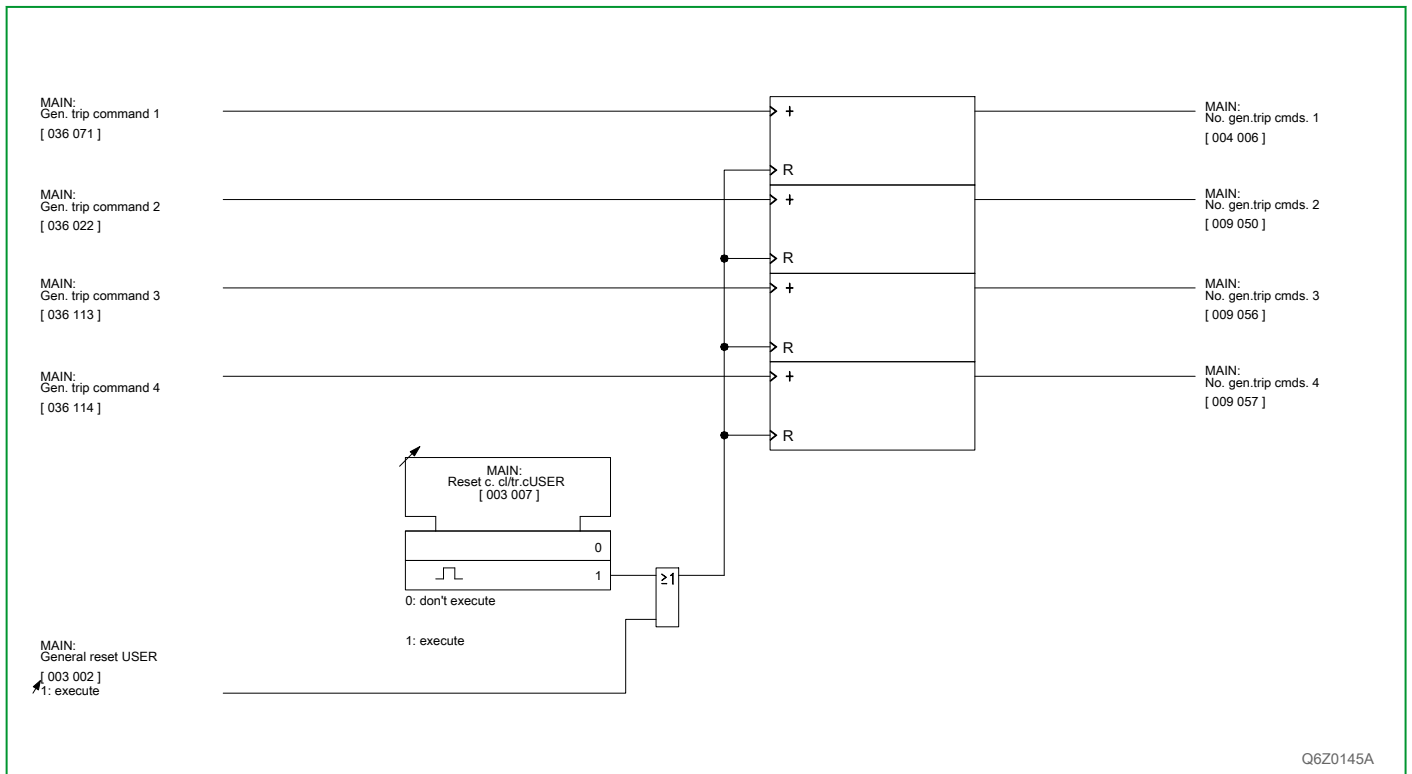 MAIN:
Gen. trip command 1
[ 036 071 ]
MAIN:
Gen. trip command 2
[ 036 022 ]
MAIN:
Gen. trip command 3
[ 036 113 ]
MAIN:
Gen. trip command 4
[ 036 114 ]
+
R
+
R
+
R
+
R
MAIN:
No. gen.trip cmds. 1
[ 004 006 ]
MAIN:
No. gen.trip cmds. 2
[ 009 050 ]
MAIN:
No. gen.trip cmds. 3
[ 009 056 ]
MAIN:
No. gen.trip cmds. 4
[ 009 057 ]
MAIN:
Reset c. cl/tr.cUSER
[ 003 007 ]
0
1
≥1
0: don't execute
1: execute
MAIN:
General reset USER
[ 003 002 ]
1: execute
Q6Z0145A